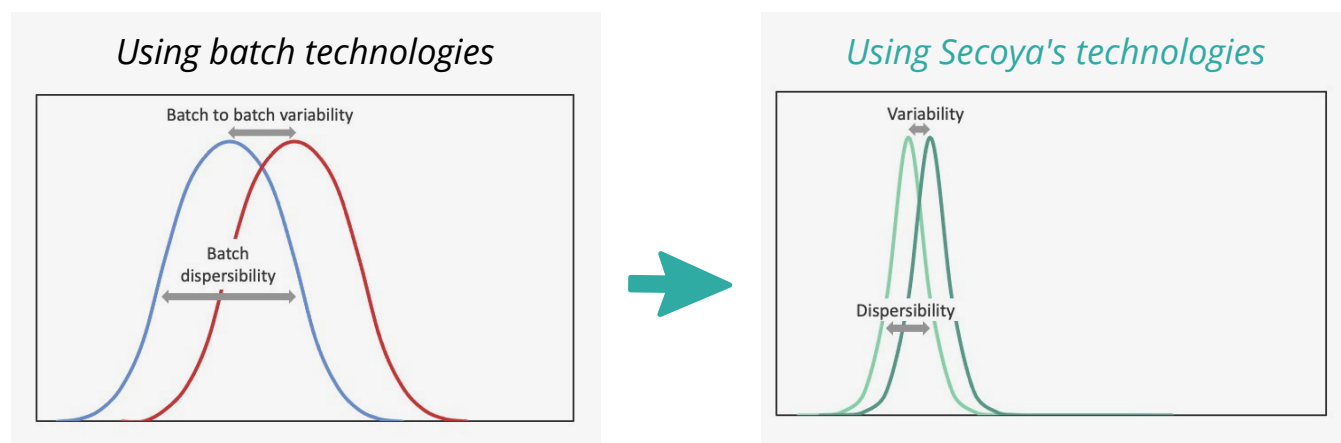 Using batch technologies
Batch to batch variability
Batch
dispersibility
Using Secoya's technologies
Variability
Dispersibility